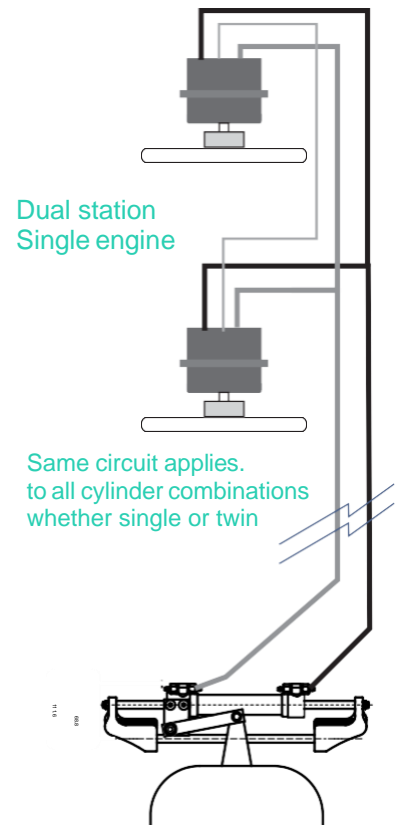 Dual station
Single engine
Same circuit applies.
to all cylinder combinations
whether single or twin